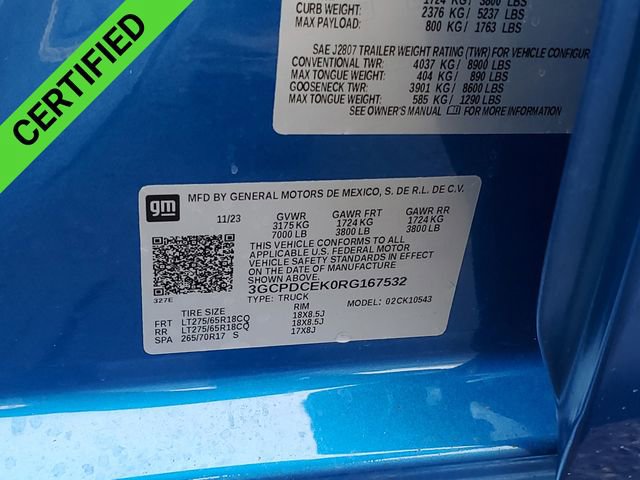 CERTIFIED
1724 KG/ 3800 LBS
CURB WEIGHT: 2376 KG/ 5237 LBS
MAX PAYLOAD: 800 KG/ 1763 LBS
SAE J2807 TRAILER WEIGHT RATING (TWR) FOR VEHICLE CONFIGUR
CONVENTIONAL TWR: 4037 KG/ 8900 LBS
MAX TONGUE WEIGHT: 404 KG/ 890 LBS
GOOSENECK TWR: 3901 KG/ 8600 LBS
MAX TONGUE WEIGHT: 585 KG/ 1290 LBS
SEE OWNER'S MANUAL FOR MORE INFORMATION
gm MFD BY GENERAL MOTORS DE MEXICO, S. DE R.L. DE C.V.
11/23 GVWR GAWR FRT GAWR RR
3175 KG 1724 KG 1724 KG
7000 LB 3800 LB 3800 LB
THIS VEHICLE CONFORMS TO ALL
APPLICABLE U.S. FEDERAL MOTOR
VEHICLE SAFETY STANDARDS IN EFFECT
ON THE DATE OF MANUFACTURE
SHOWN ABOVE.
3GCPDCEK0RG167532
327E TYPE: TRUCK MODEL: 02CK10543
TIRE SIZE RIM
FRT LT275/65R18CQ 18X8.5J
RR LT275/65R18CQ 18X8.5J
SPA 265/70R17 S 17X8J